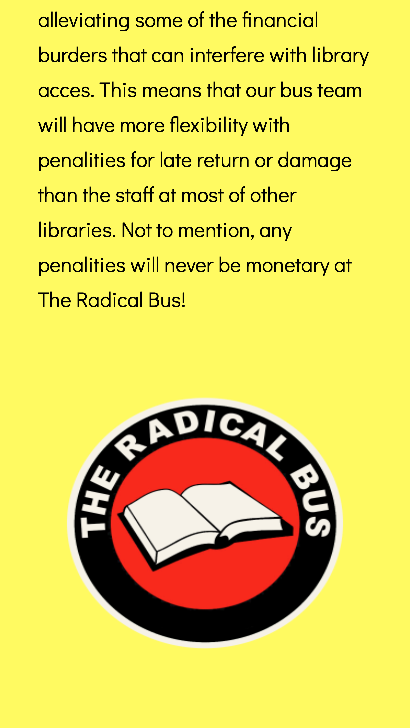 alleviating some of the financial
burders that can interfere with library
acces. This means that our bus team
will have more flexibility with
penalities for late return or damage
than the staff at most of other
libraries. Not to mention, any
penalities will never be monetary at
The Radical Bus!
THE RADICAL BUS